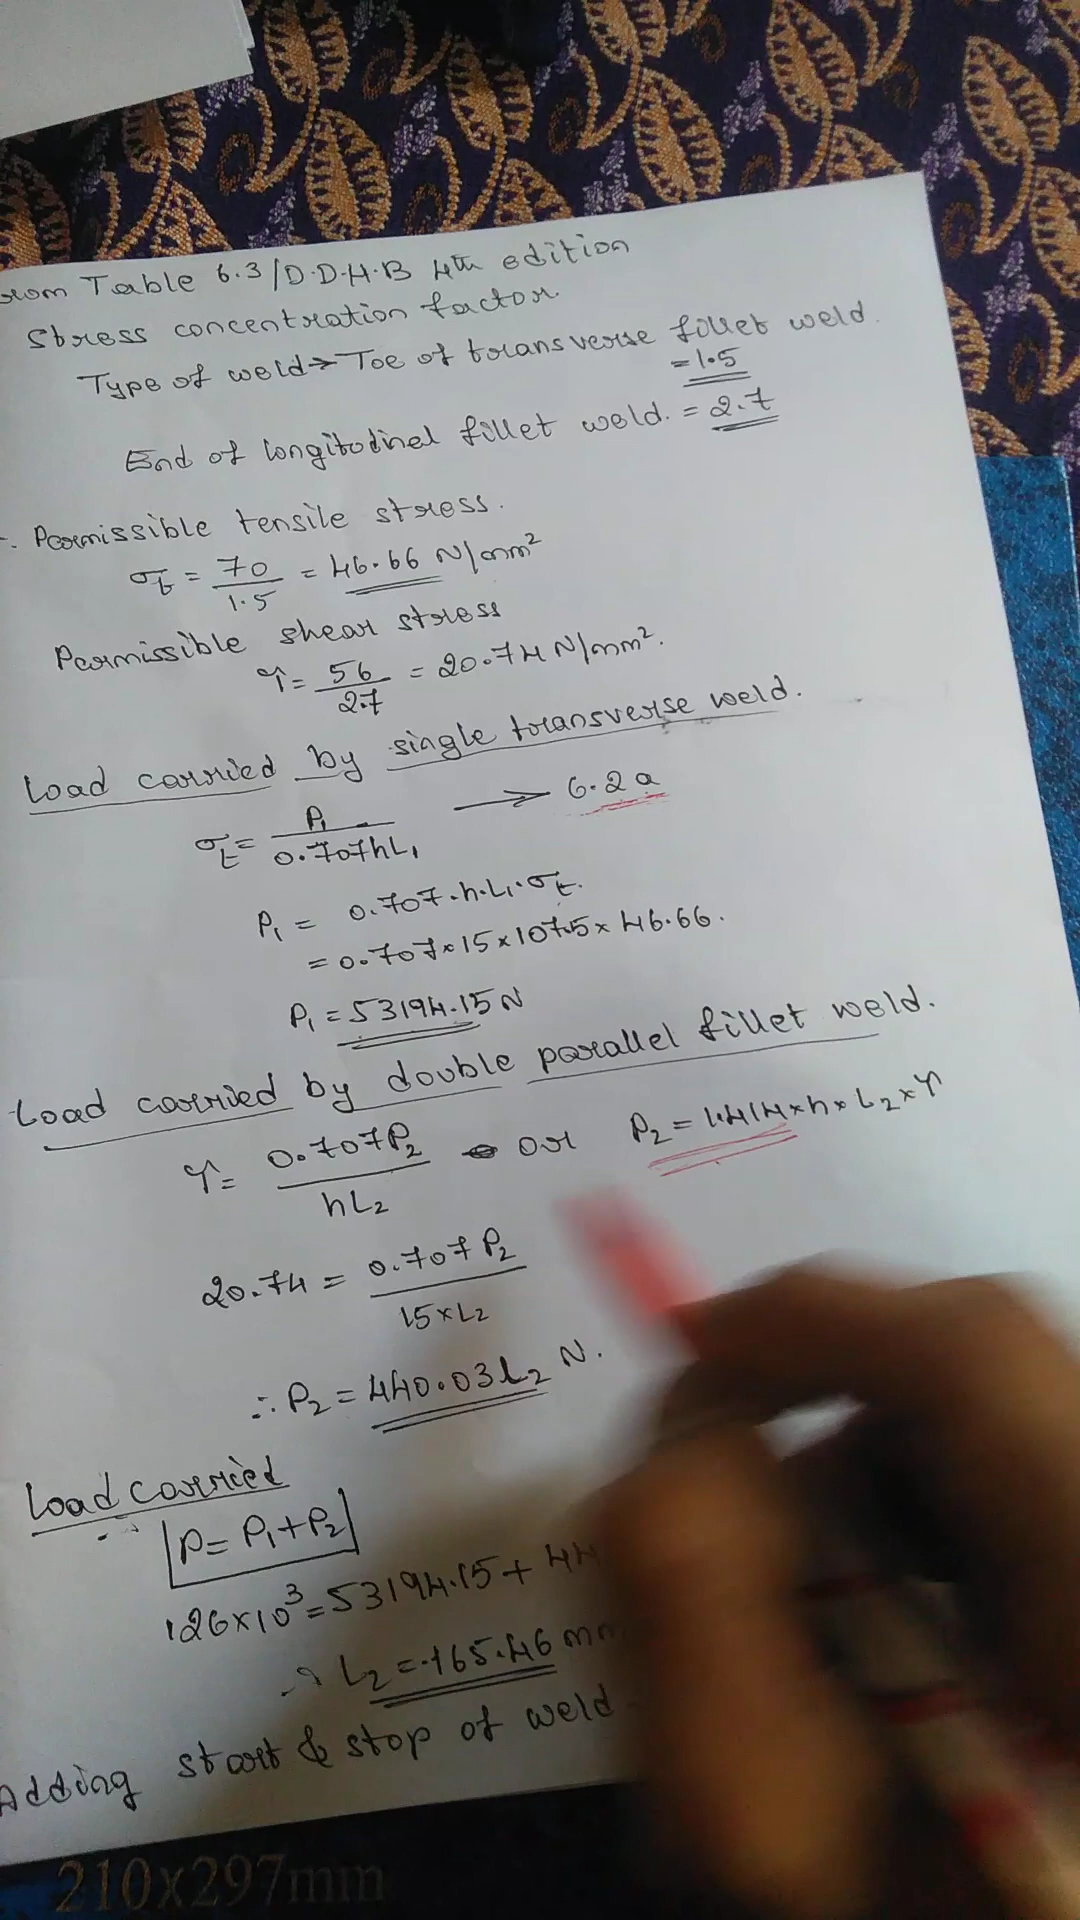 rom Table 6.3/D.D.H.B 4th edition
Stress concentration factor.
Type of weld → Toe of transverse fillet weld.
= 1.5
End of longitudinel fillet weld. = 2.7
∴ Permissible tensile stress.
σt = 70/1.5 = 46.66 N/mm²
Permissible shear stress
τ = 56/2.7 = 20.74 N/mm².
Load carried by single transverse weld.
σt = P₁/0.707hL₁ → 6.2a
P₁ = 0.707.h.L₁.σt.
= 0.707×15×107.5×46.66.
P₁ = 53194.15 N
Load carried by double parallel fillet weld.
τ = 0.707P₂/hL₂ or P₂ = 1.414×h×L₂×τ
20.74 = 0.707 P₂/15×L₂
∴ P₂ = 440.03 L₂ N.
Load carried
P = P₁+P₂
126×10³ = 53194.15 + 44
∴ L₂ = 165.46 mm
Adding start & stop of weld
210x297mm